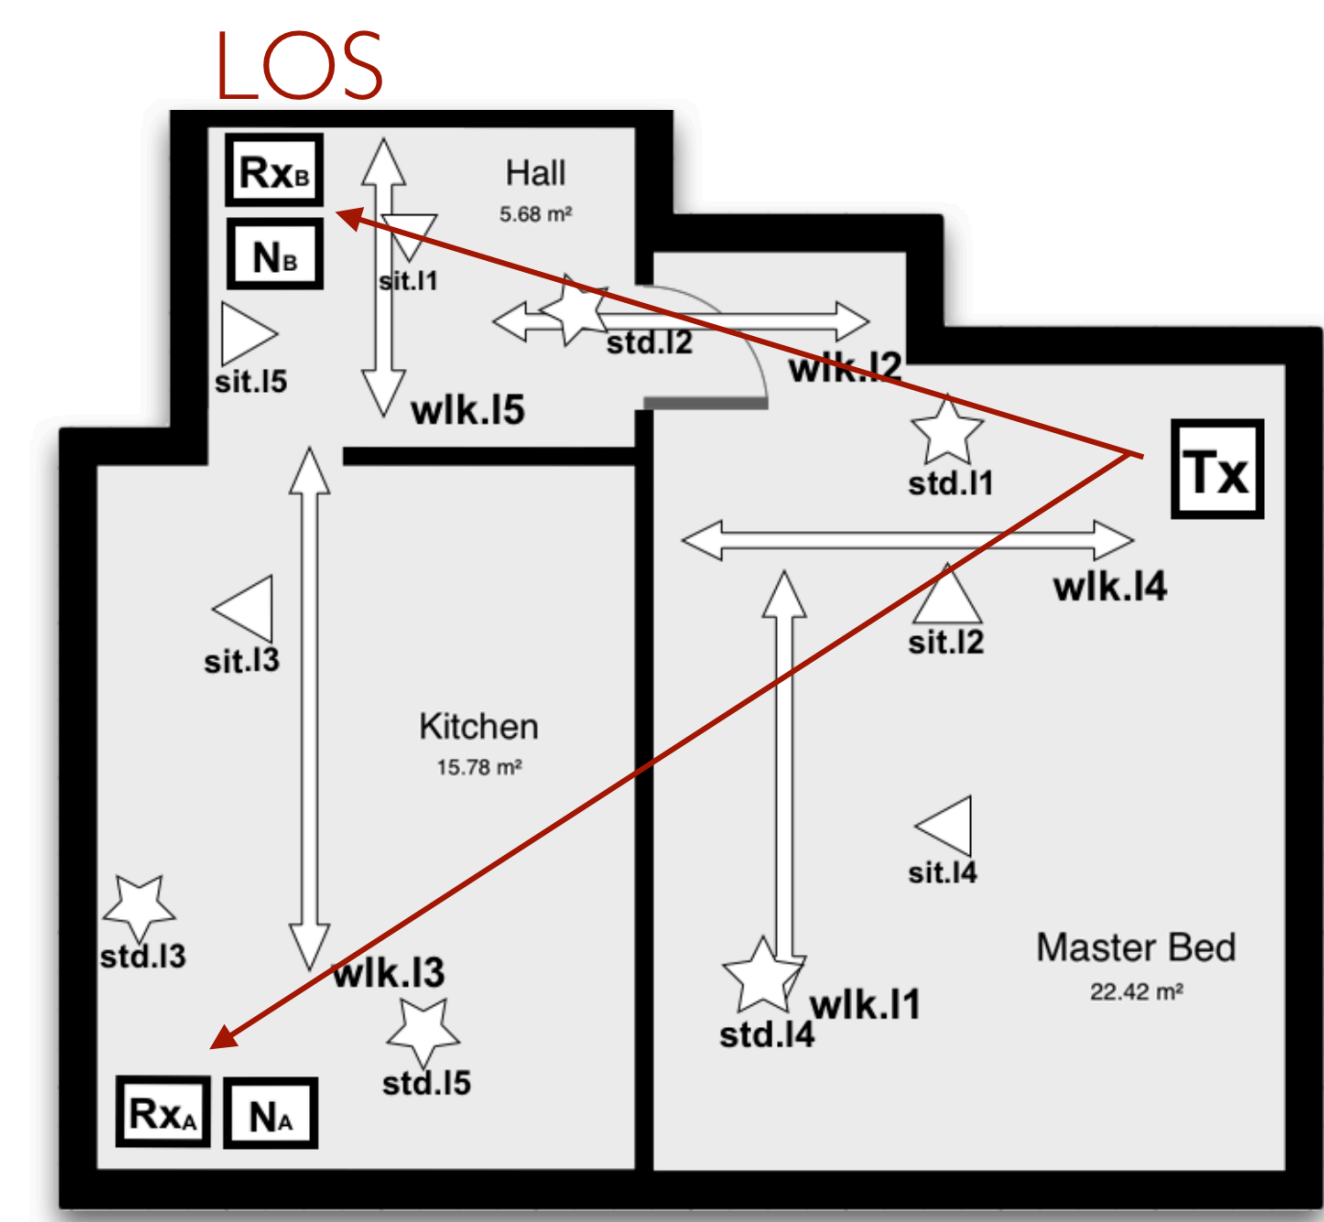 LOS
RxB
Hall
5.68 m²
NB
sit.l1
std.l2
sit.l5
wlk.l2
wlk.l5
Tx
std.l1
wlk.l4
sit.l3
sit.l2
Kitchen
15.78 m²
sit.l4
std.l3
Master Bed
22.42 m²
wlk.l3
wlk.l1
std.l4
std.l5
RxA
NA